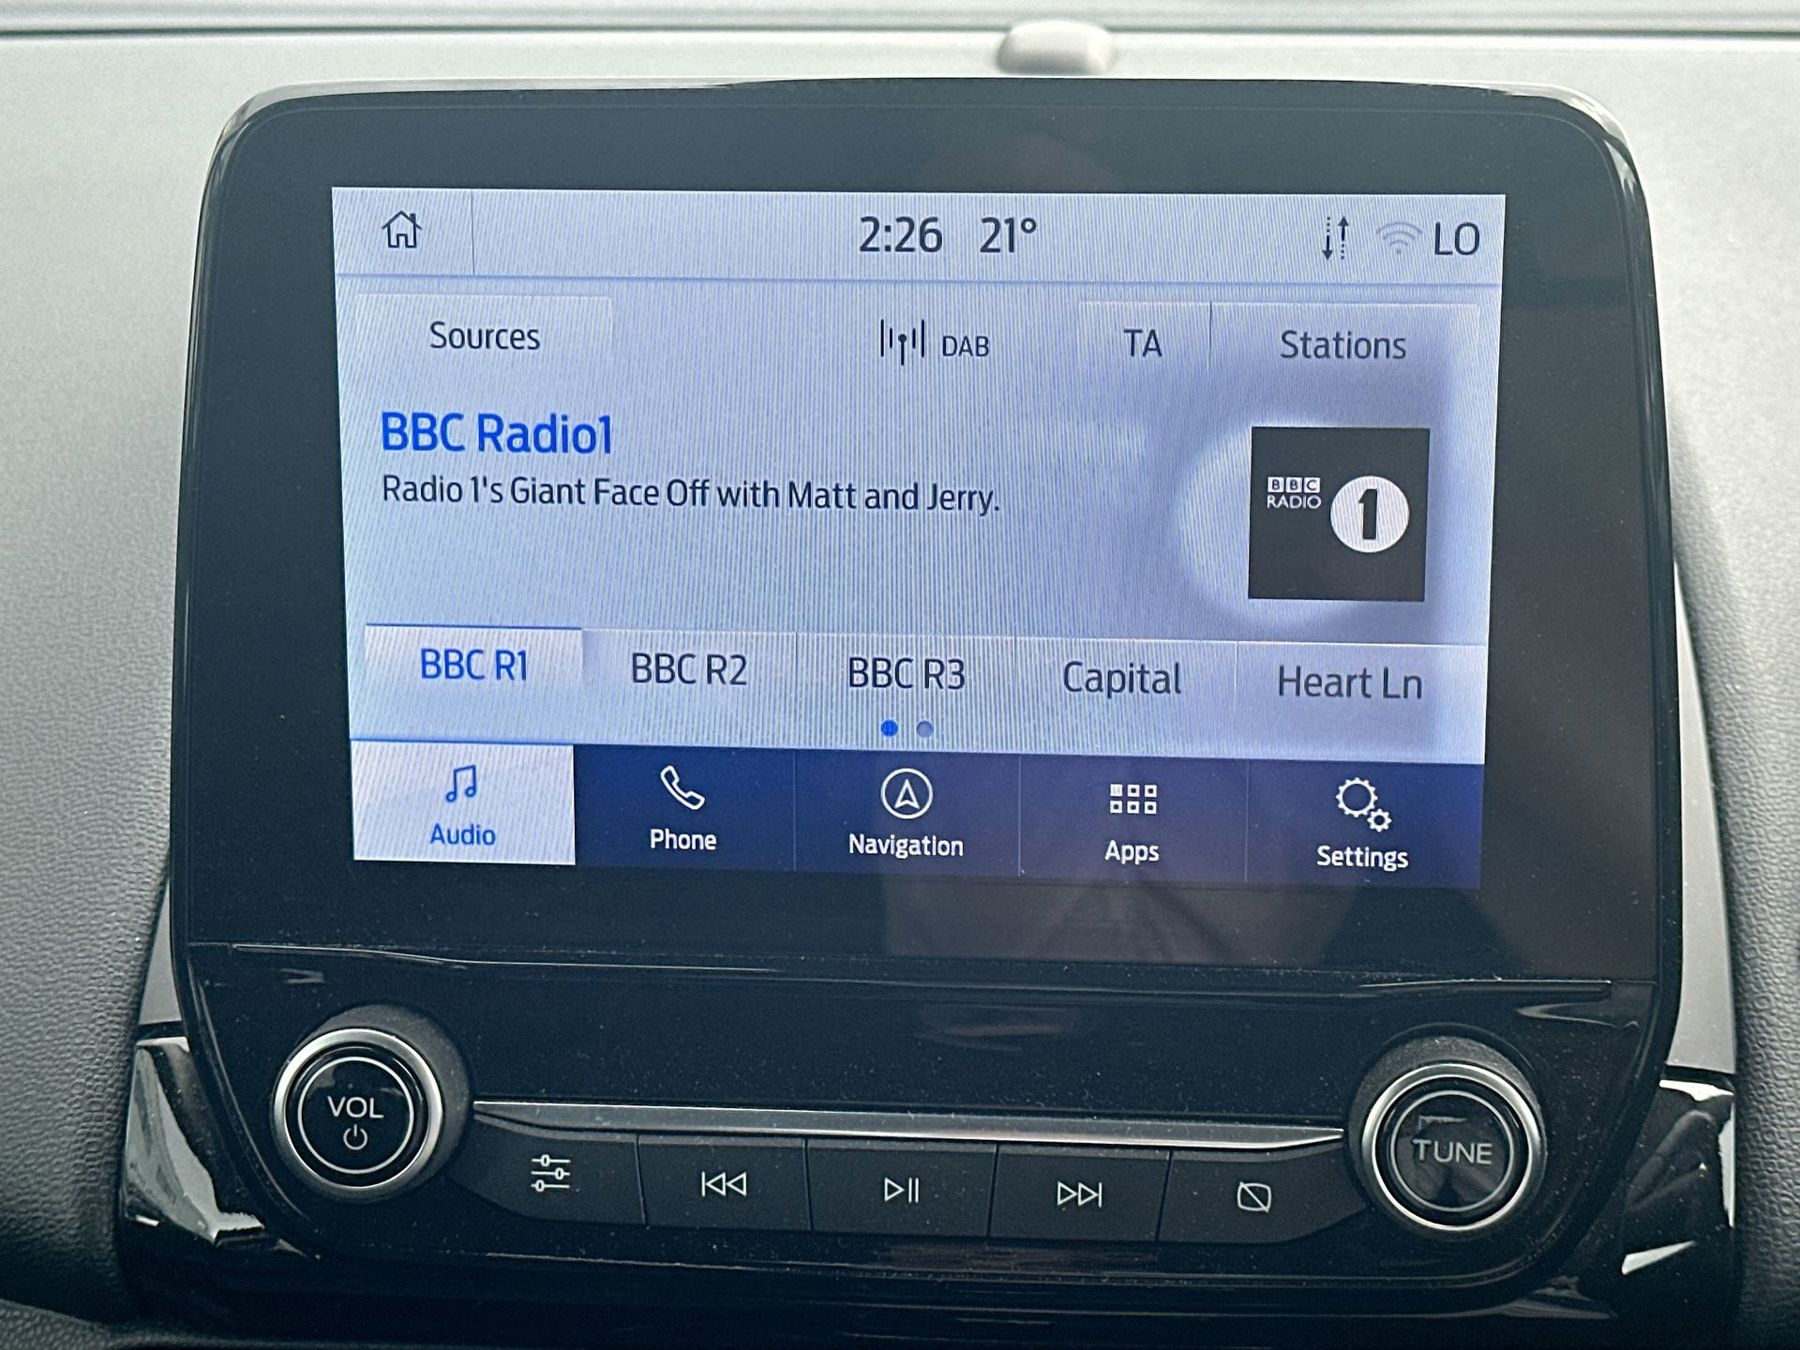 2:26 21° LO
Sources DAB TA Stations
BBC Radio1
Radio 1's Giant Face Off with Matt and Jerry.
BBC
RADIO 1
BBC R1 BBC R2 BBC R3 Capital Heart Ln
Audio Phone Navigation Apps Settings
VOL
TUNE